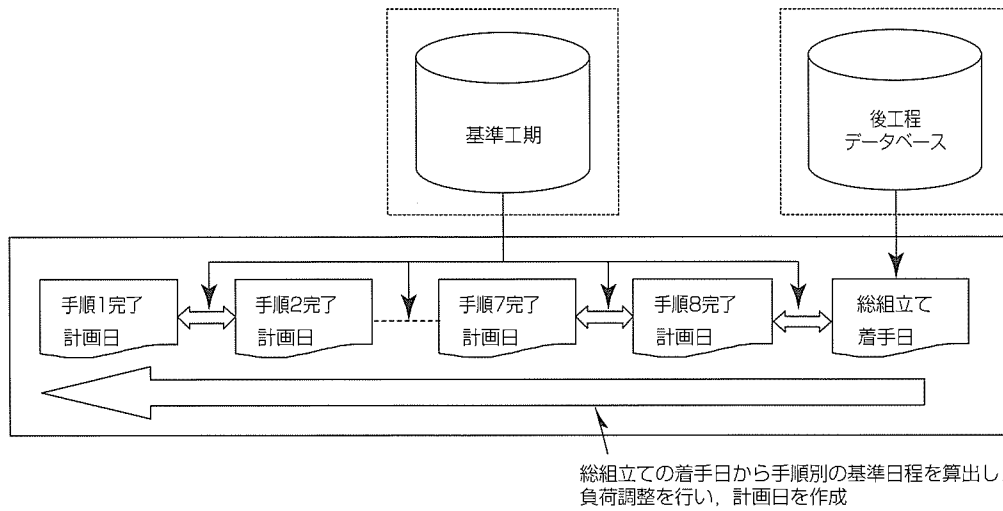 基準工期
後工程
データベース
手順1完了
計画日
手順2完了
計画日
手順7完了
計画日
手順8完了
計画日
総組立て
着手日
総組立ての着手日から手順別の基準日程を算出し,
負荷調整を行い，計画日を作成